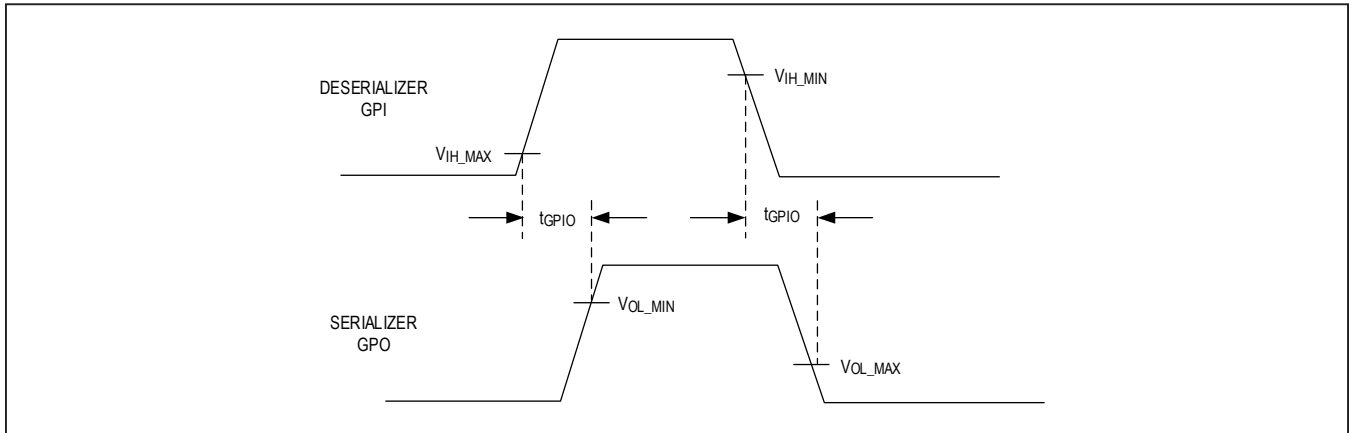 DESERIALIZER
GPI
VIH_MIN
VIH_MAX
tGPIO
tGPIO
VOL_MIN
SERIALIZER
GPO
VOL_MAX